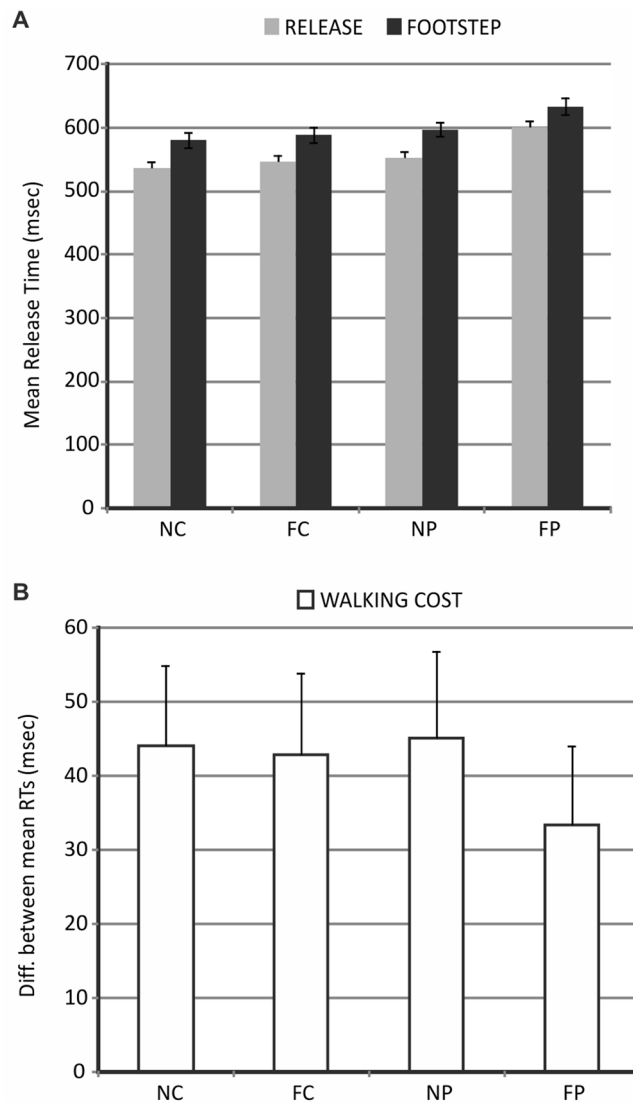 A
RELEASE FOOTSTEP
700
600
500
400
300
200
100
0
Mean Release Time (msec)
NC FC NP FP
B
WALKING COST
60
50
40
30
20
10
0
Diff. between mean RTs (msec)
NC FC NP FP